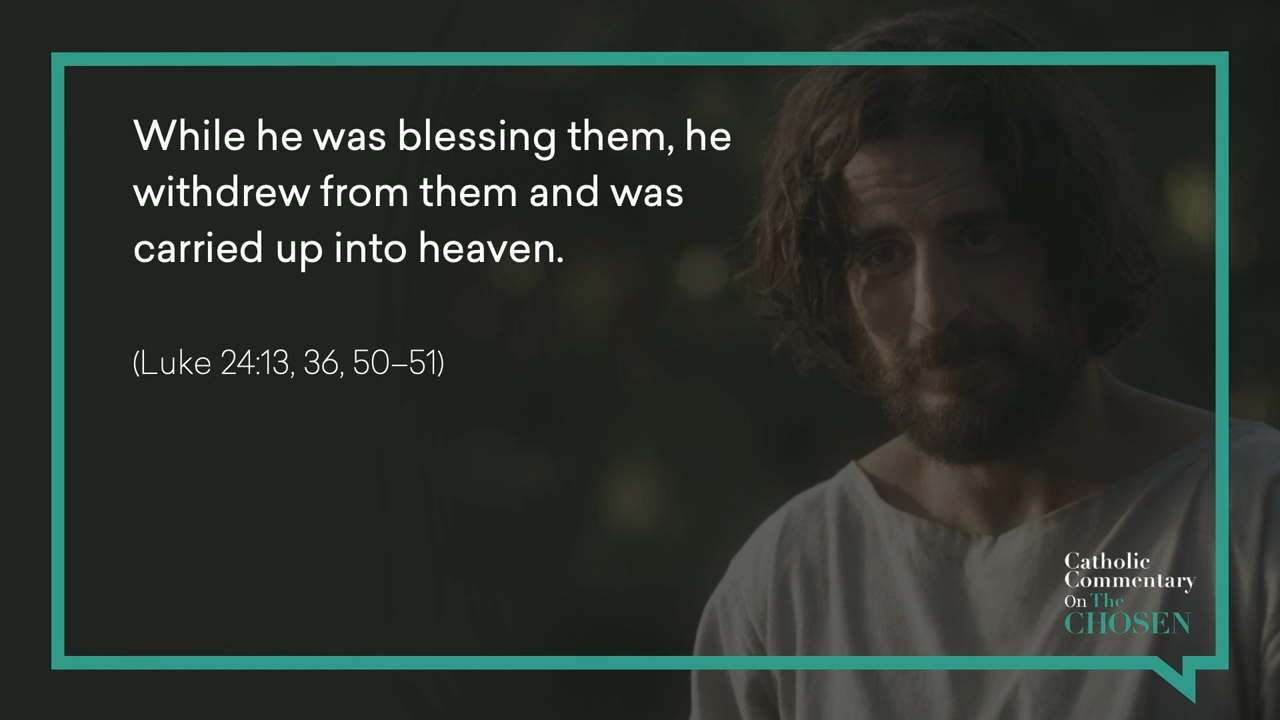 While he was blessing them, he
withdrew from them and was
carried up into heaven.
(Luke 24:13, 36, 50–51)
Catholic
Commentary
On The
CHOSEN